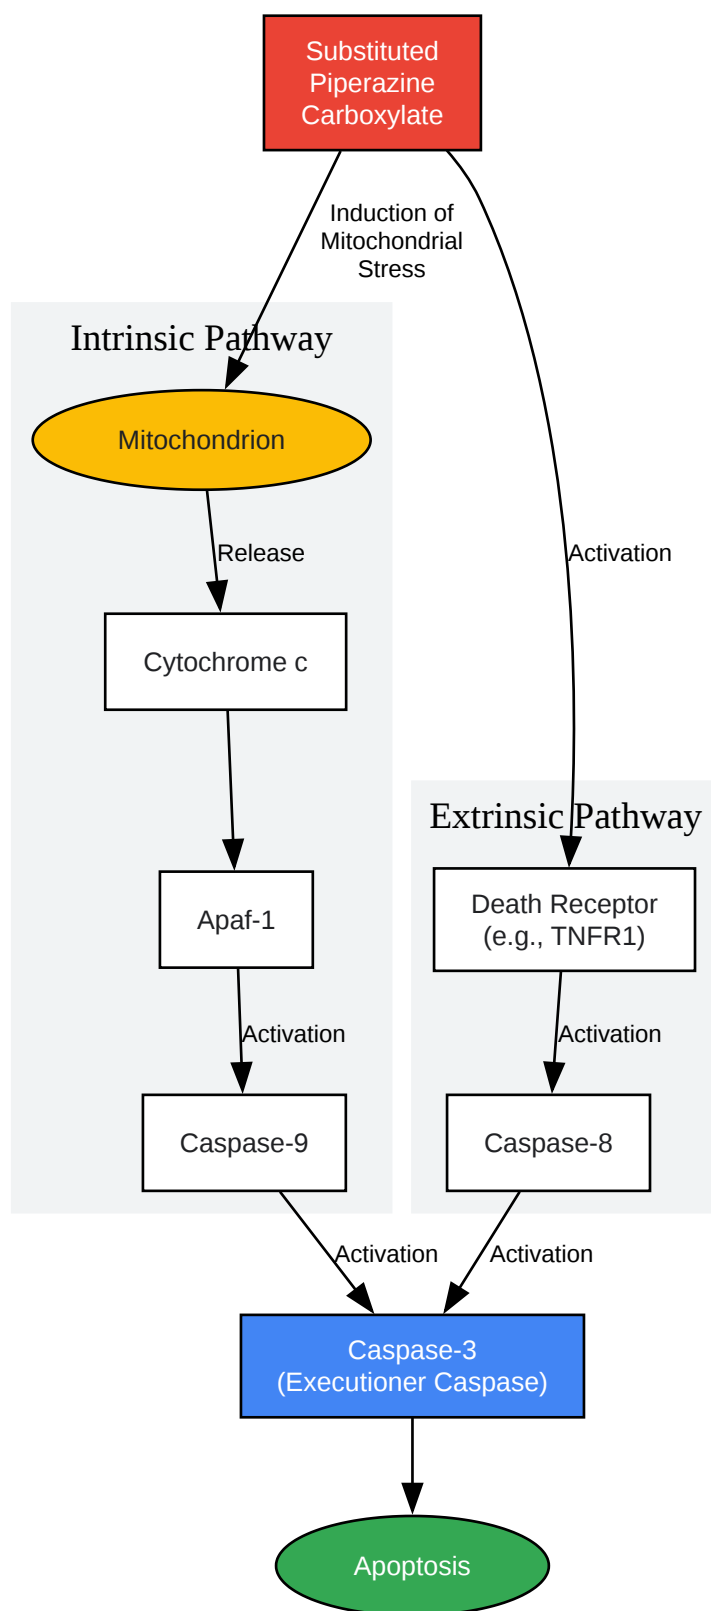 Substituted
Piperazine
Carboxylate
Induction of
Mitochondrial
Stress
Intrinsic Pathway
Mitochondrion
Release
Activation
Cytochrome c
Extrinsic Pathway
Apaf-1
Death Receptor
(e.g., TNFR1)
Activation
Activation
Caspase-9
Caspase-8
Activation
Activation
Caspase-3
(Executioner Caspase)
Apoptosis